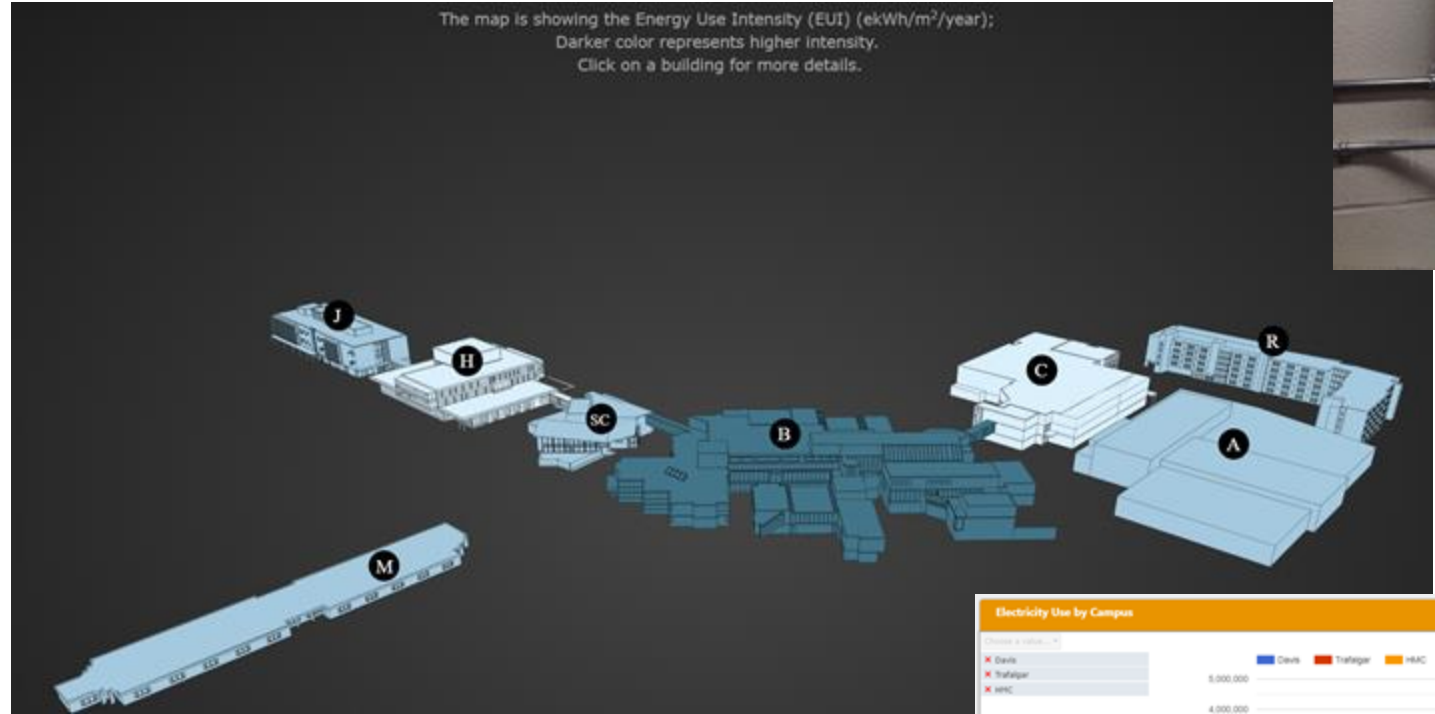 The map is showing the Energy Use Intensity (EUI) (ekWh/m²/year);
Darker color represents higher intensity.
Click on a building for more details.
J
H
SC
B
C
R
A
M
Electricity Use by Campus
Choose a value...
Davis
Trafalgar
HMC
Davis Trafalgar HMC
5,000,000
4,000,000